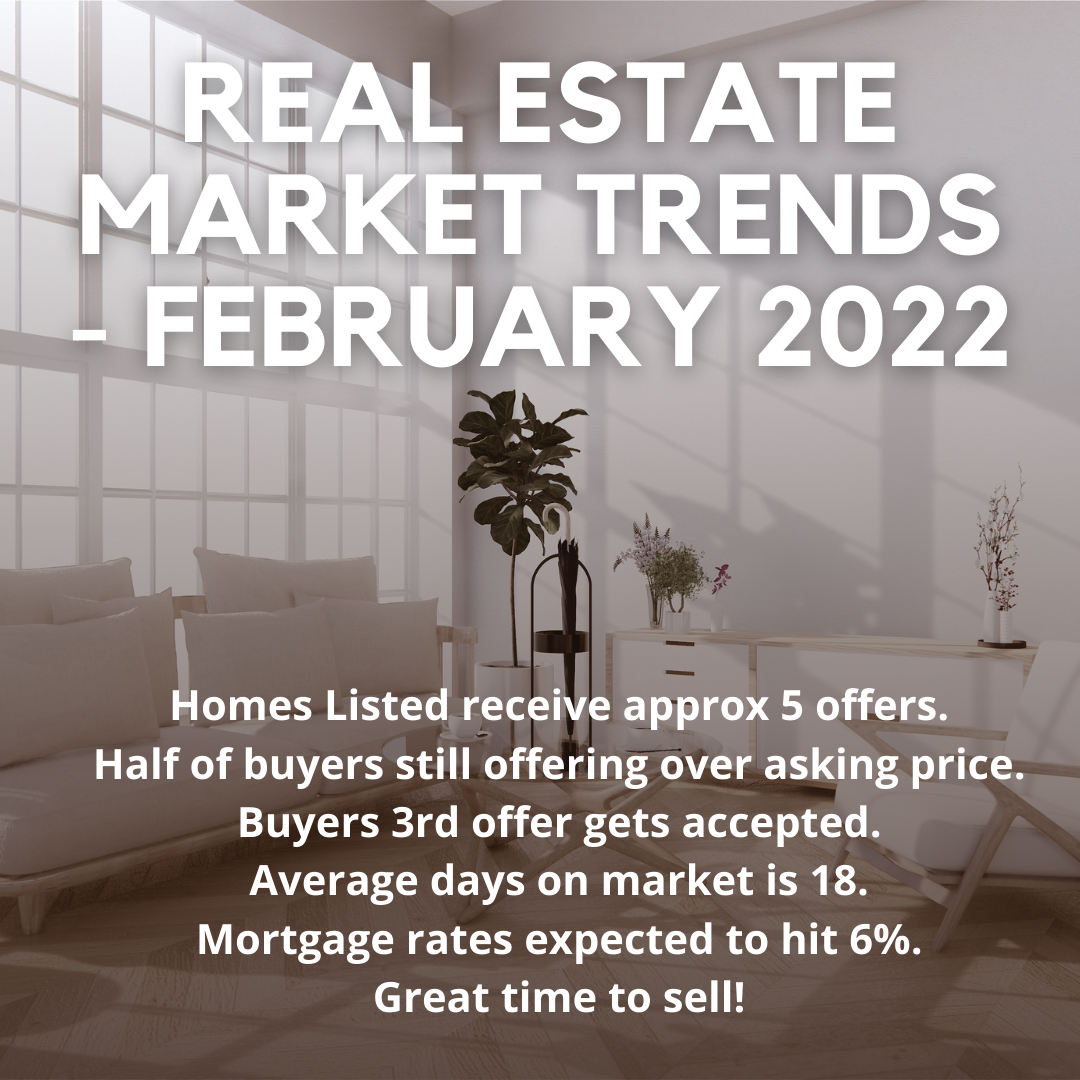 REAL ESTATE
MARKET TRENDS
- FEBRUARY 2022
Homes Listed receive approx 5 offers.
Half of buyers still offering over asking price.
Buyers 3rd offer gets accepted.
Average days on market is 18.
Mortgage rates expected to hit 6%.
Great time to sell!